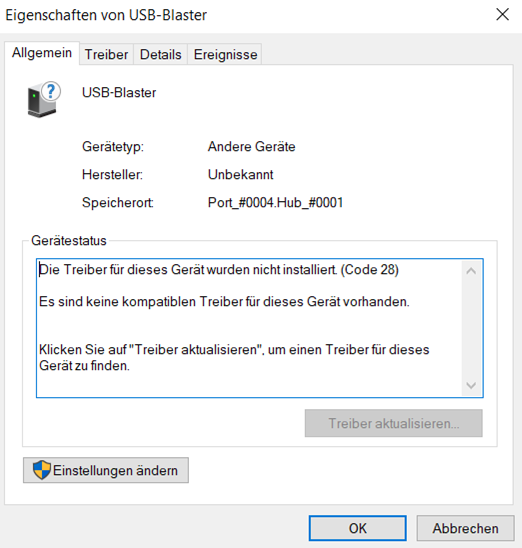 Eigenschaften von USB-Blaster
Allgemein Treiber Details Ereignisse
USB-Blaster
Gerätetyp: Andere Geräte
Hersteller: Unbekannt
Speicherort: Port_#0004.Hub_#0001
Gerätestatus
Die Treiber für dieses Gerät wurden nicht installiert. (Code 28)
Es sind keine kompatiblen Treiber für dieses Gerät vorhanden.
Klicken Sie auf "Treiber aktualisieren", um einen Treiber für dieses
Gerät zu finden.
Treiber aktualisieren...
Einstellungen ändern
OK Abbrechen